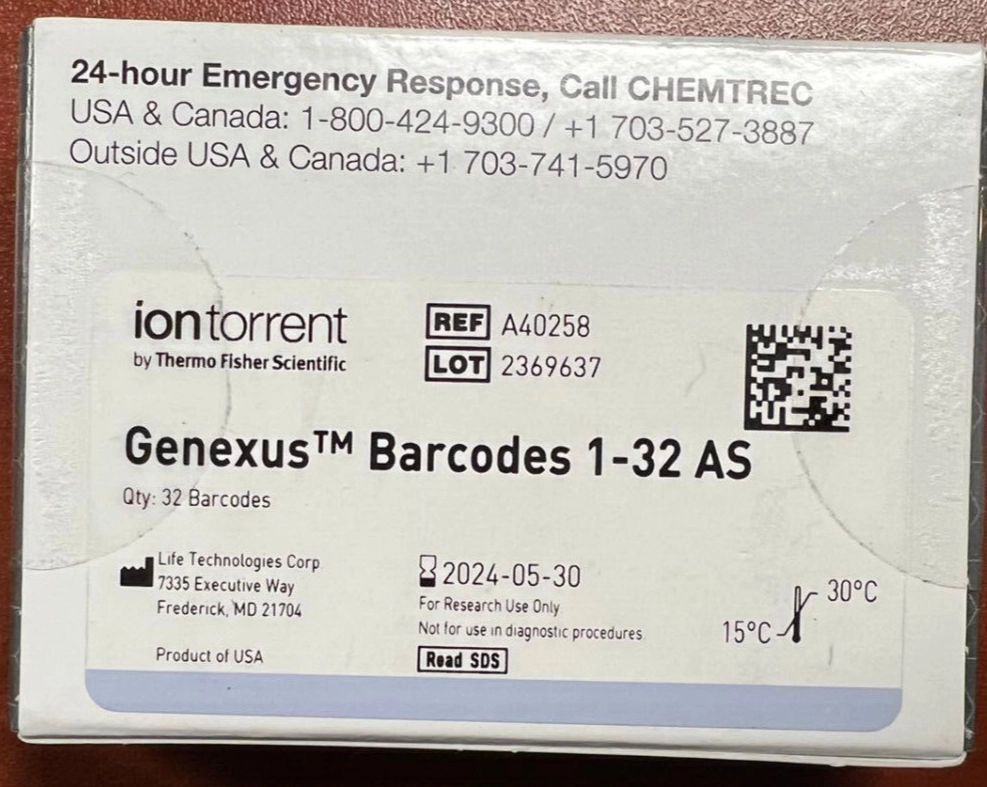 24-hour Emergency Response, Call CHEMTREC
USA & Canada: 1-800-424-9300 / +1 703-527-3887
Outside USA & Canada: +1 703-741-5970
iontorrent
by Thermo Fisher Scientific
REF A40258
LOT 2369637
Genexus™ Barcodes 1-32 AS
Qty: 32 Barcodes
Life Technologies Corp
7335 Executive Way
Frederick, MD 21704
Product of USA
2024-05-30
For Research Use Only
Not for use in diagnostic procedures
Read SDS
30°C
15°C